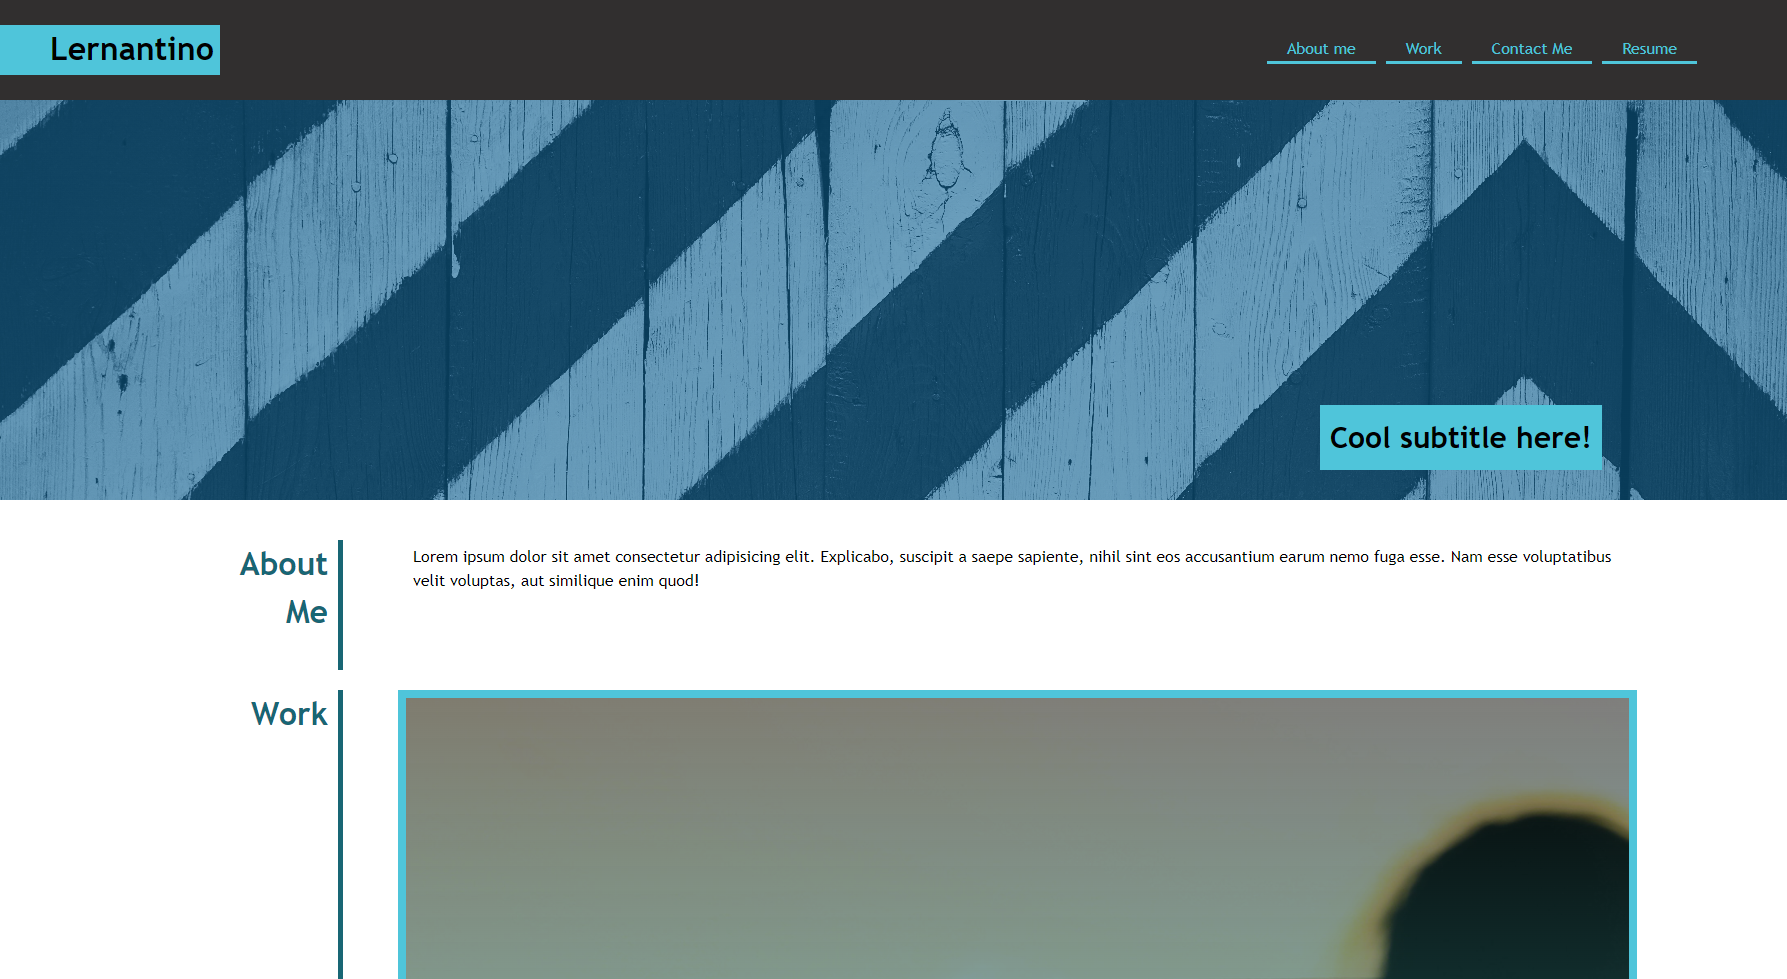 Lernantino
About me
Work
Contact Me
Resume
Cool subtitle here!
About
Me
Lorem ipsum dolor sit amet consectetur adipisicing elit. Explicabo, suscipit a saepe sapiente, nihil sint eos accusantium earum nemo fuga esse. Nam esse voluptatibus
velit voluptas, aut similique enim quod!
Work